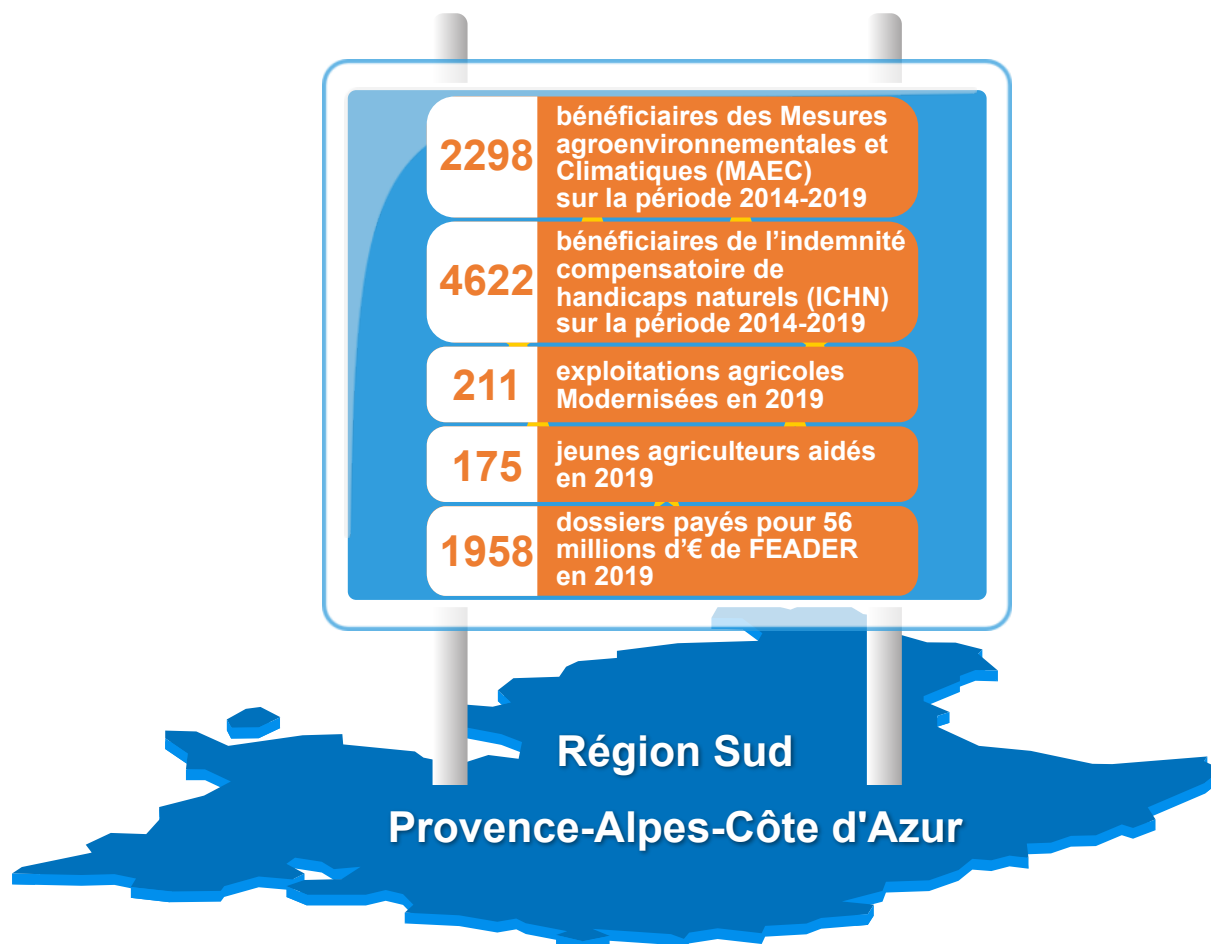 2298
bénéficiaires des Mesures
agroenvironnementales et
Climatiques (MAEC)
sur la période 2014-2019
4622
bénéficiaires de l’indemnité
compensatoire de
handicaps naturels (ICHN)
sur la période 2014-2019
211
exploitations agricoles
Modernisées en 2019
175
jeunes agriculteurs aidés
en 2019
1958
dossiers payés pour 56
millions d’€ de FEADER
en 2019
Région Sud
Provence-Alpes-Côte d'Azur